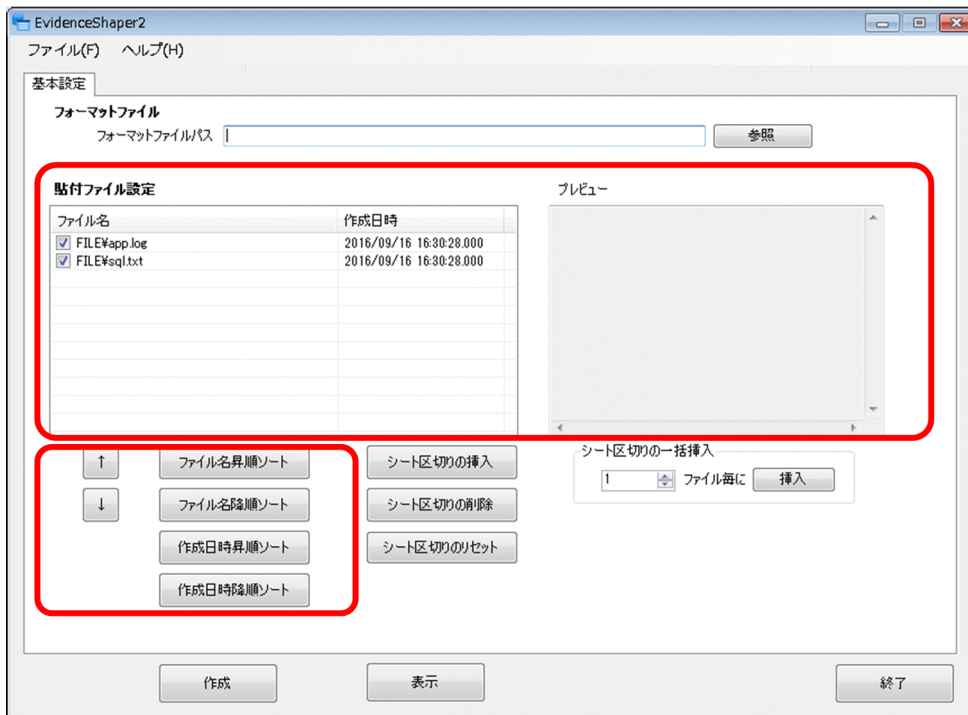 EvidenceShaper2
ファイル(F) ヘルプ(H)
基本設定
フォーマットファイル
フォーマットファイルパス
参照
貼付ファイル設定
プレビュー
ファイル名 作成日時
FILE¥app.log 2016/09/16 16:30:28.000
FILE¥sql.txt 2016/09/16 16:30:28.000
↑ ファイル名昇順ソート シート区切りの挿入
シート区切りの一括挿入
1 ファイル毎に 挿入
↓ ファイル名降順ソート シート区切りの削除
作成日時昇順ソート シート区切りのリセット
作成日時降順ソート
作成 表示 終了